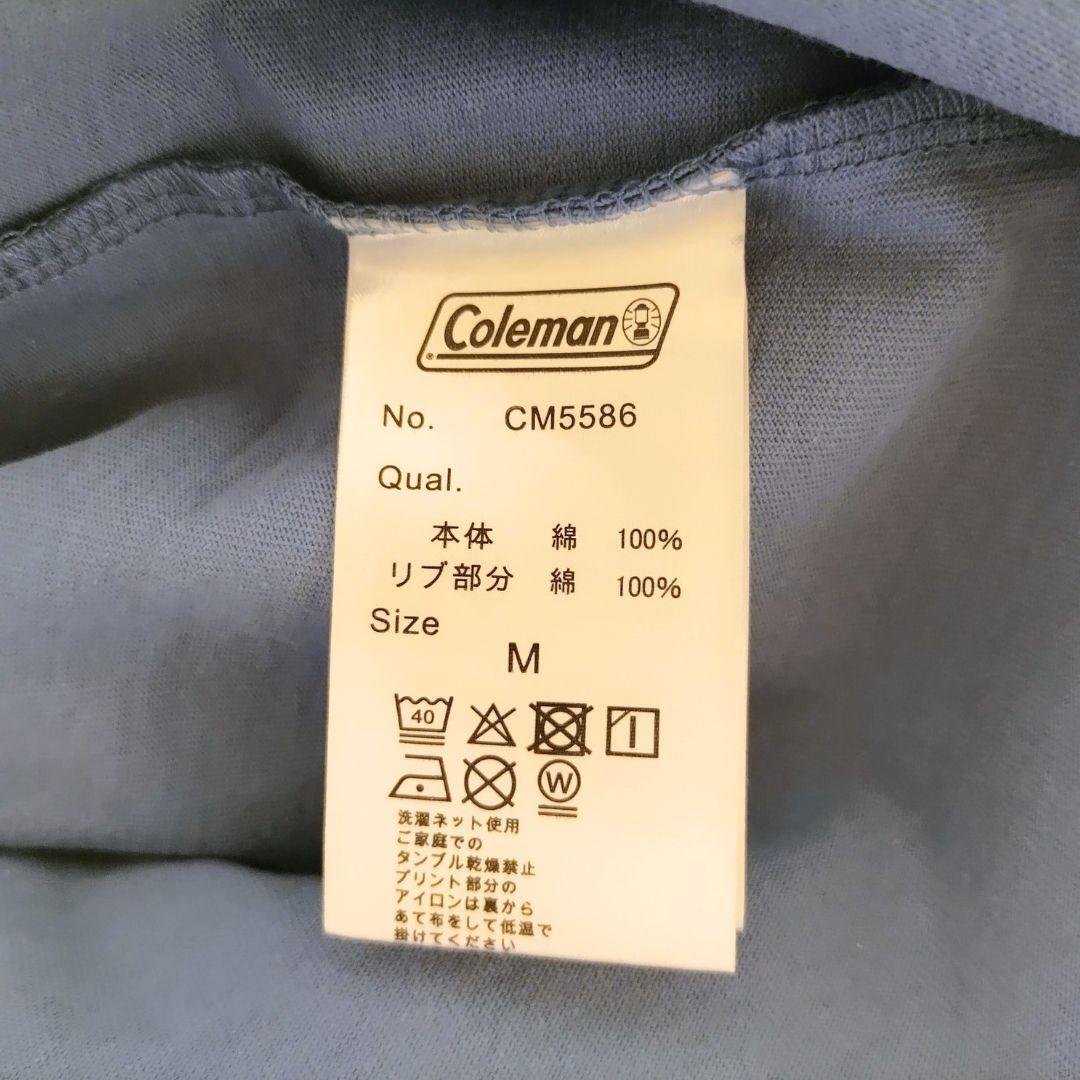 Coleman
No. CM5586
Qual.
本体 綿 100%
リブ部分 綿 100%
Size
M
40
W
洗濯ネット使用
ご家庭での
タンブル乾燥禁止
プリント部分の
アイロンは裏から
あて布をして低温で
掛けてください